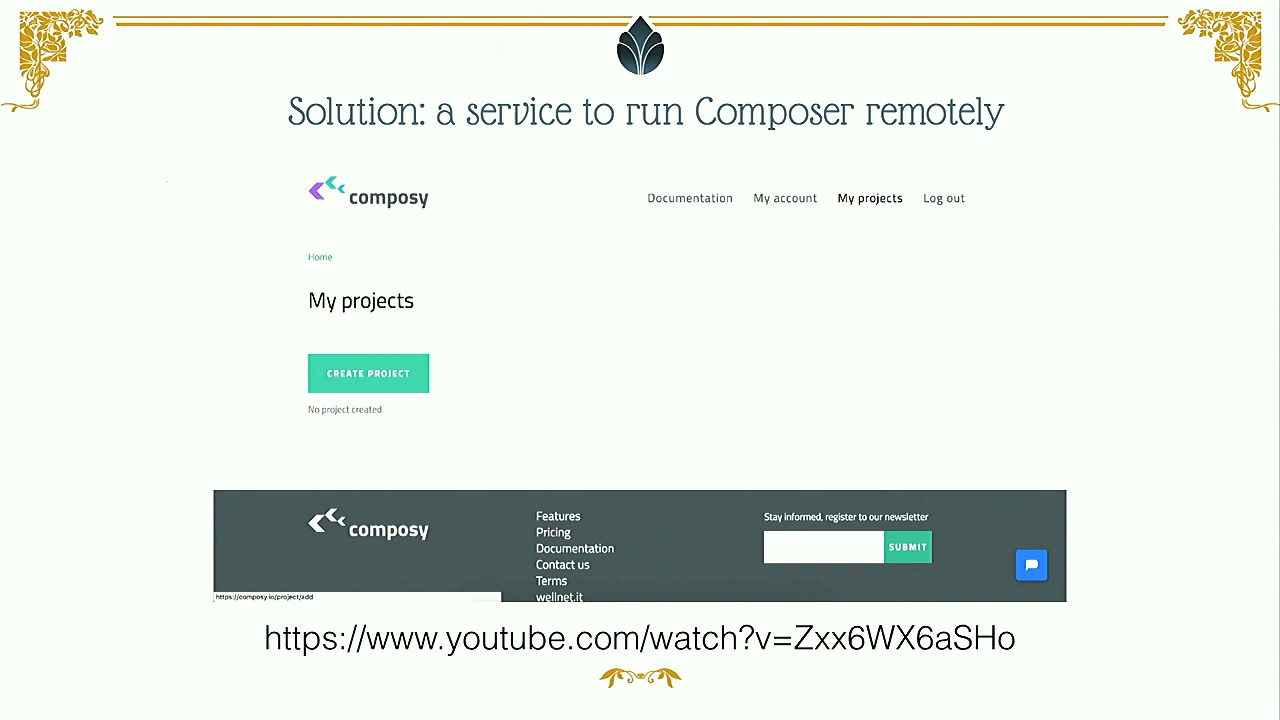 Solution: a service to run Composer remotely
composy
Documentation My account My projects Log out
Home
My projects
CREATE PROJECT
No project created
composy
Features
Pricing
Documentation
Contact us
Terms
wellnet.it
Stay informed, register to our newsletter
SUBMIT
https://composy.io/project/add
https://www.youtube.com/watch?v=Zxx6WX6aSHo